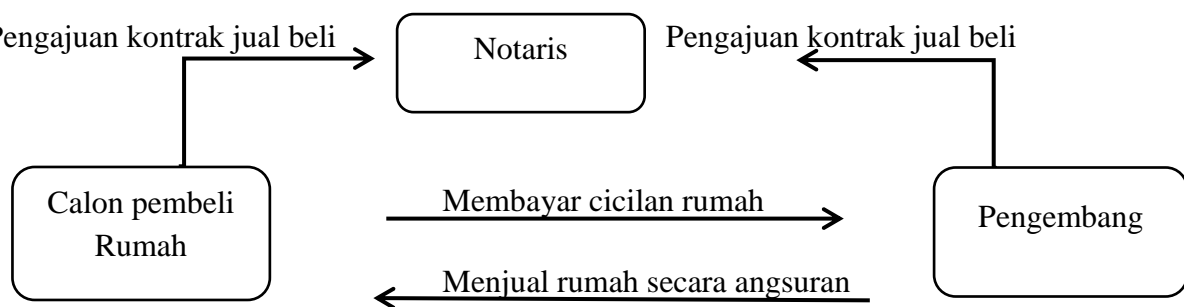 Pengajuan kontrak jual beli
Notaris
Pengajuan kontrak jual beli
Calon pembeli
Rumah
Membayar cicilan rumah
Pengembang
Menjual rumah secara angsuran